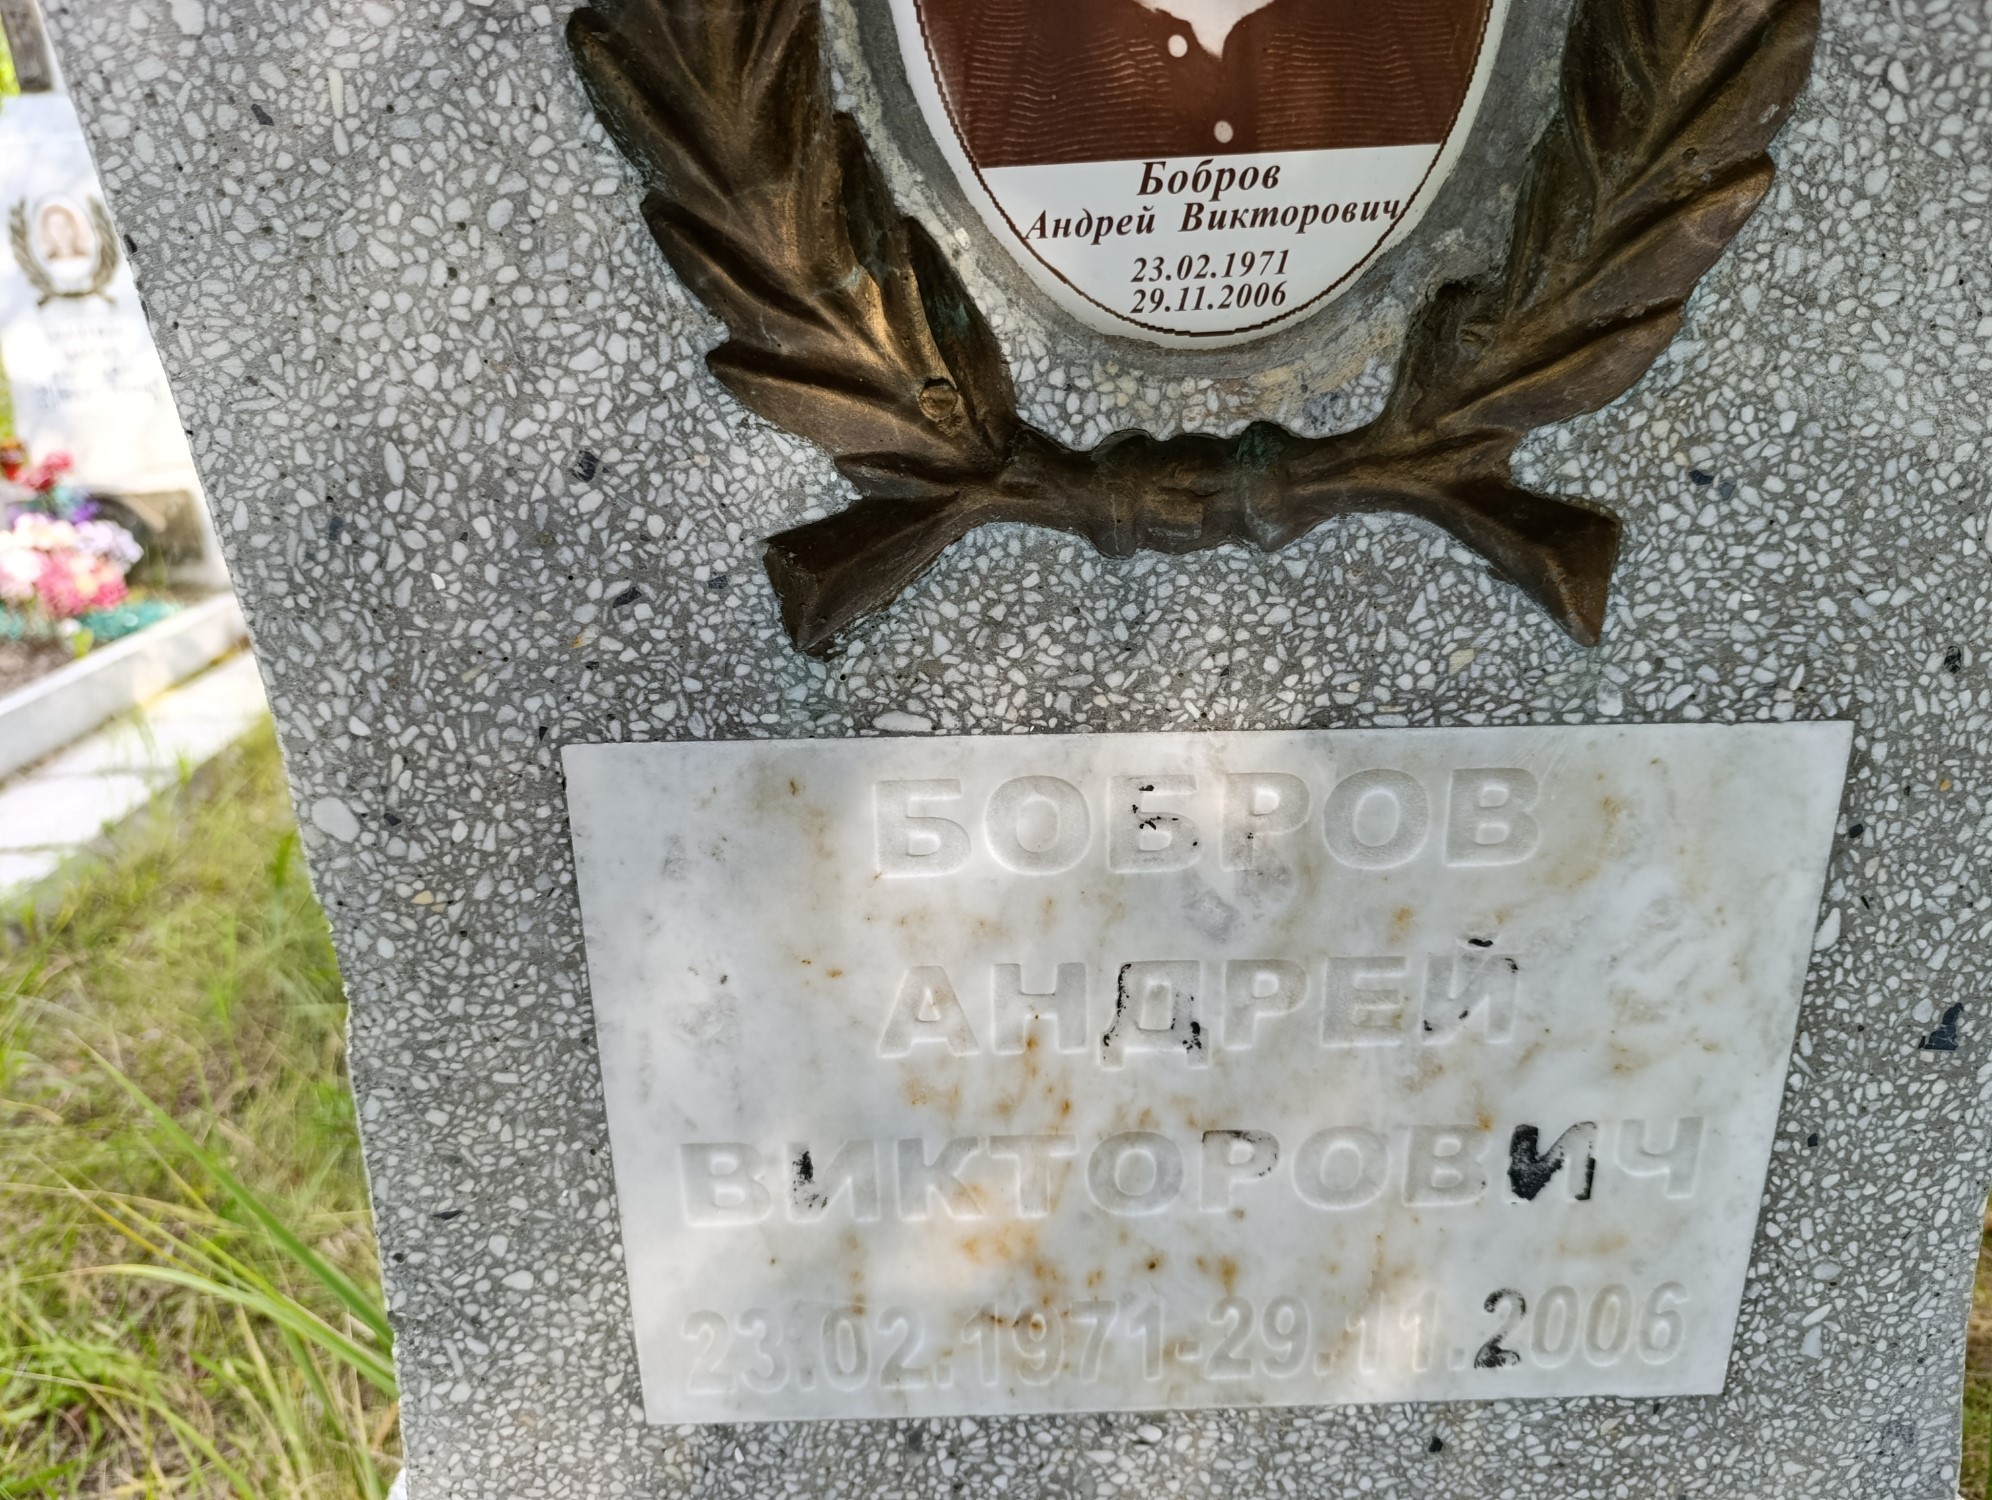 Бобров
Андрей Викторович
23.02.1971
29.11.2006
БОБРОВ
АНДРЕЙ
ВИКТОРОВИЧ
23.02.1971-29.11.2006